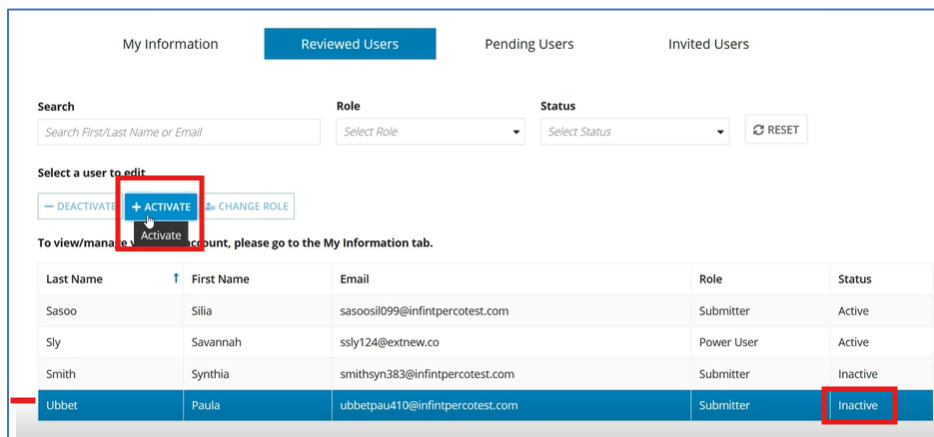 My Information Reviewed Users Pending Users Invited Users
Search Role Status
Search First/Last Name or Email Select Role Select Status RESET
Select a user to edit
DEACTIVATE ACTIVATE CHANGE ROLE
Activate
To view/manage account, please go to the My Information tab.
Last Name First Name Email Role Status
Sasoo Silia sasoosil099@infintpercotest.com Submitter Active
Sly Savannah ssly124@extnew.co Power User Active
Smith Synthia smithsyn383@infintpercotest.com Submitter Inactive
Ubbet Paula ubbetpau410@infintpercotest.com Submitter Inactive